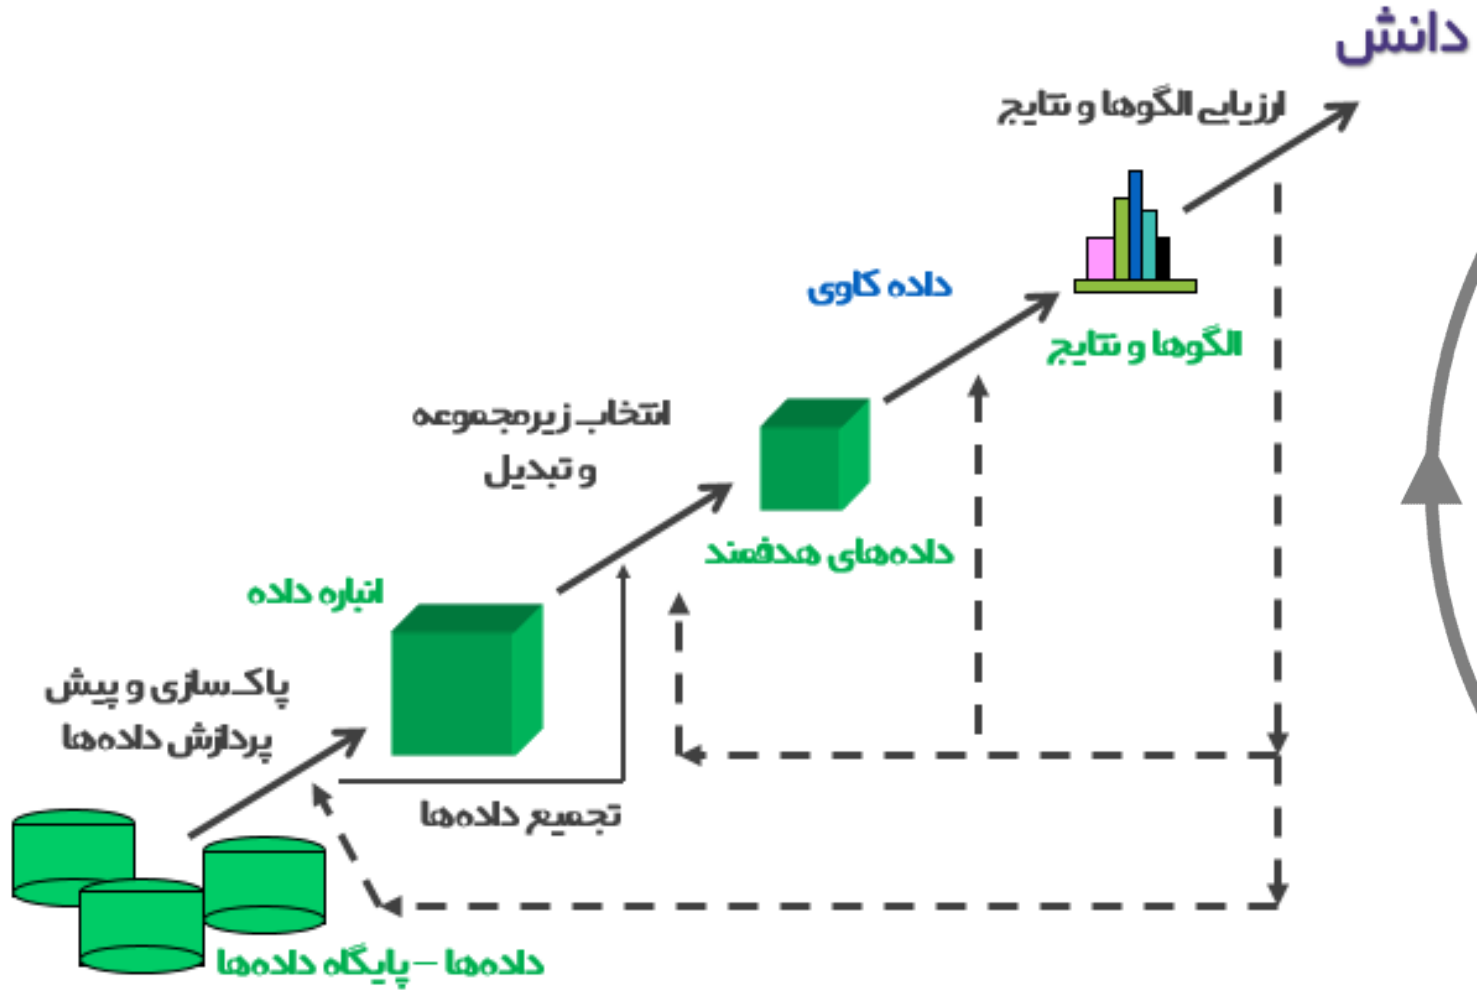 دانش
ارزیابی الگوها و نتایج
داده کاوی
الگوها و نتایج
انتخاب زیرمجموعه
و تبدیل
داده‌های هدفمند
انباره داده
پاک‌سازی و پیش
پردازش داده‌ها
تجمیع داده‌ها
داده‌ها – پایگاه داده‌ها